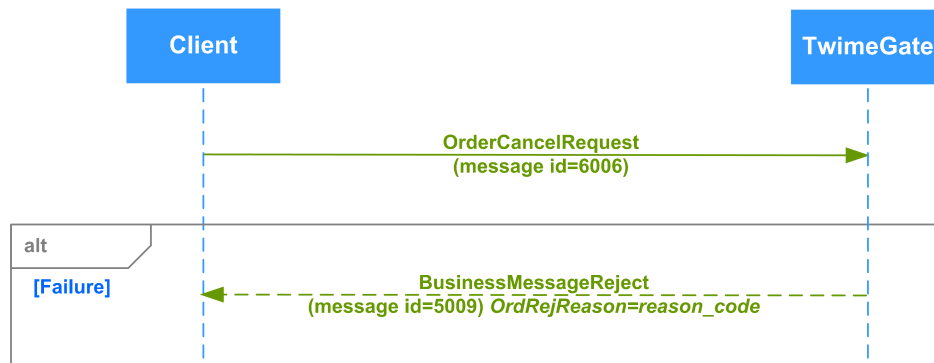 Client
TwimeGate
OrderCancelRequest
(message id=6006)
alt
[Failure]
BusinessMessageReject
(message id=5009) OrdRejReason=reason_code